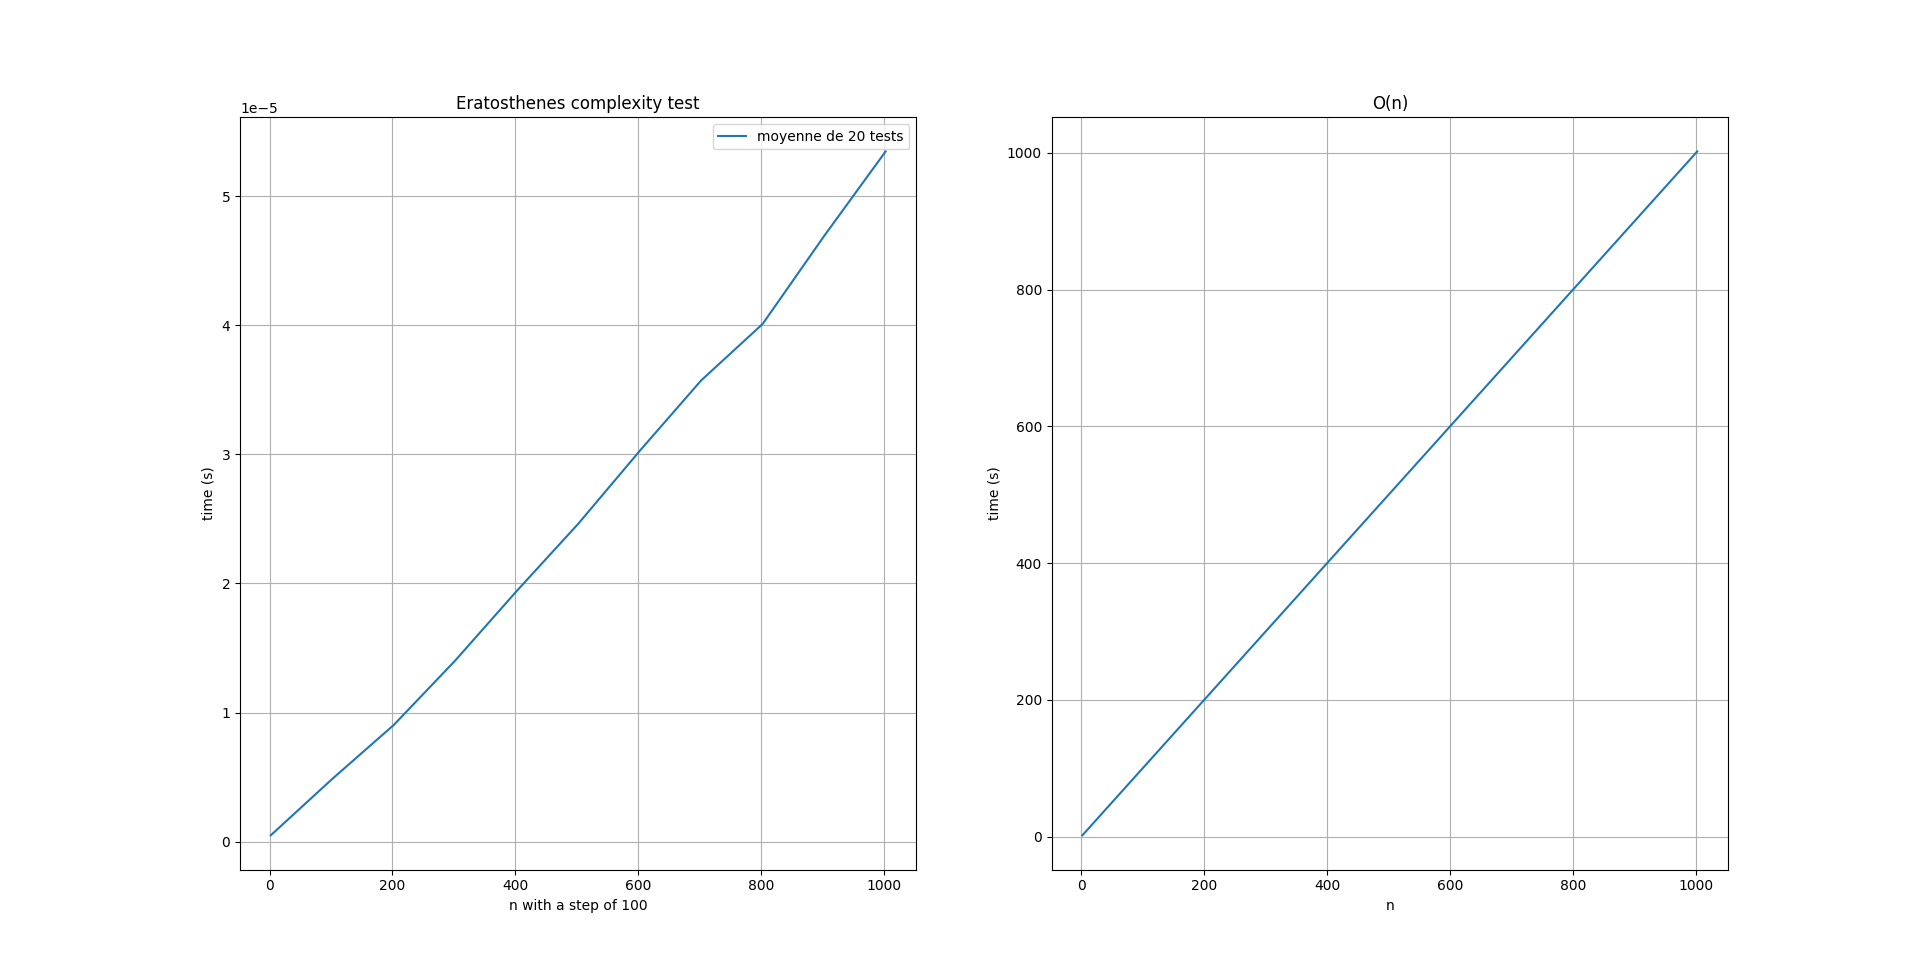 Eratosthenes complexity test
1e−5
moyenne de 20 tests
5
4
3
2
1
0
time (s)
0 200 400 600 800 1000
n with a step of 100
O(n)
1000
800
600
400
200
0
time (s)
0 200 400 600 800 1000
n